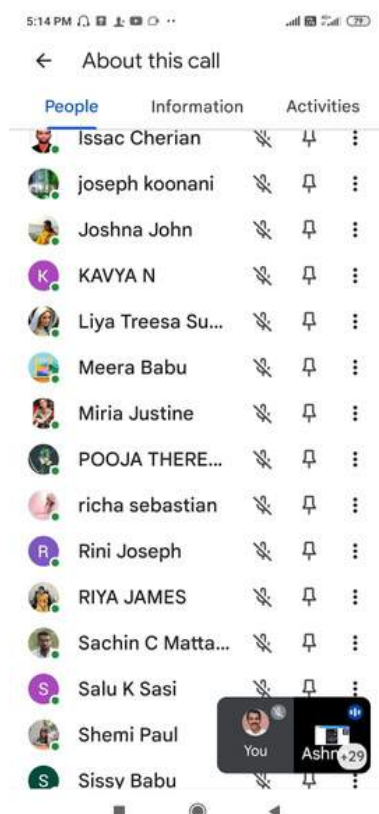 5:14 PM 79
About this call
People Information Activities
Issac Cherian
joseph koonani
Joshna John
K KAVYA N
Liya Treesa Su...
Meera Babu
Miria Justine
POOJA THERE...
richa sebastian
R Rini Joseph
RIYA JAMES
Sachin C Matta...
S Salu K Sasi
Shemi Paul
You Ashm +29
S Sissy Babu